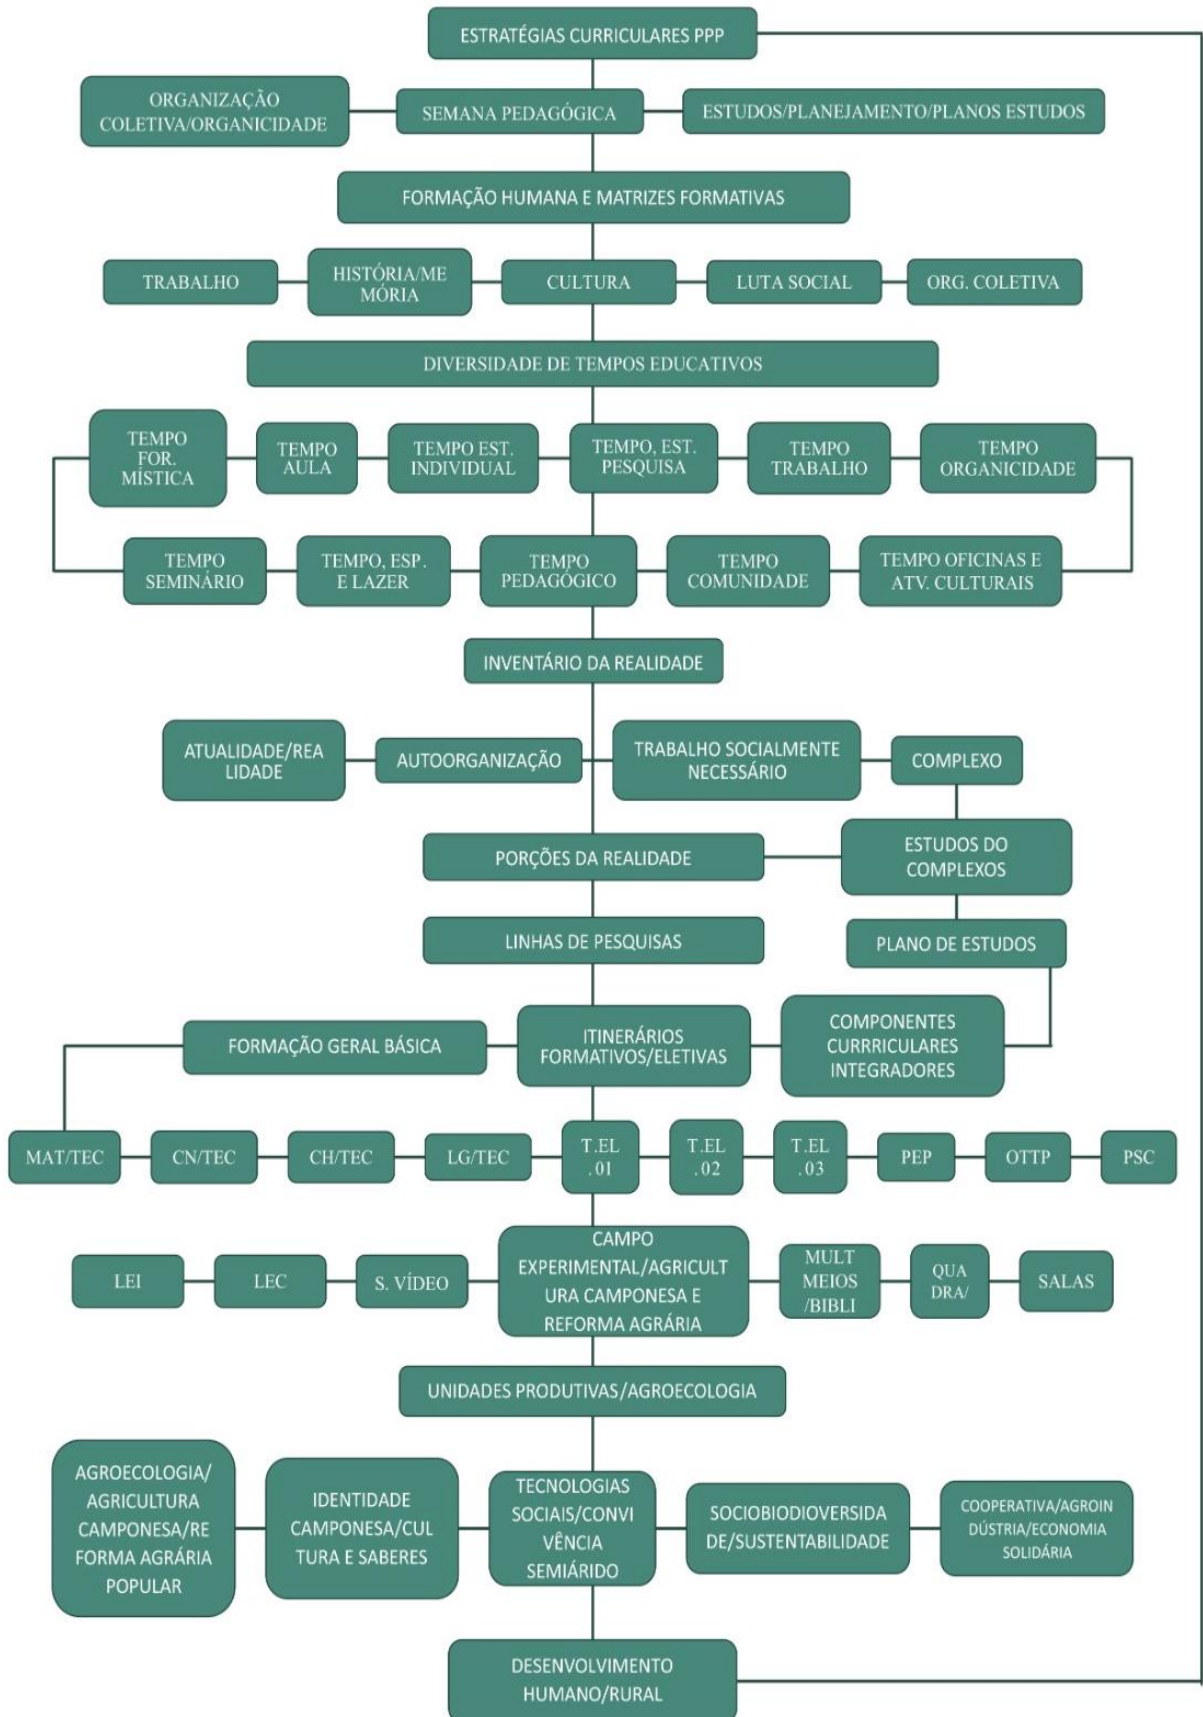 ESTRATÉGIAS CURRICULARES PPP
ORGANIZAÇÃO
COLETIVA/ORGANICIDADE
SEMANA PEDAGÓGICA
ESTUDOS/PLANEJAMENTO/PLANOS ESTUDOS
FORMAÇÃO HUMANA E MATRIZES FORMATIVAS
TRABALHO
HISTÓRIA/ME
MÓRIA
CULTURA
LUTA SOCIAL
ORG. COLETIVA
DIVERSIDADE DE TEMPOS EDUCATIVOS
TEMPO
FOR.
MÍSTICA
TEMPO
AULA
TEMPO EST.
INDIVIDUAL
TEMPO, EST.
PESQUISA
TEMPO
TRABALHO
TEMPO
ORGANICIDADE
TEMPO
SEMINÁRIO
TEMPO, ESP.
E LAZER
TEMPO
PEDAGÓGICO
TEMPO
COMUNIDADE
TEMPO OFICINAS E
ATV. CULTURAIS
INVENTÁRIO DA REALIDADE
ATUALIDADE/REA
LIDADE
AUTOORGANIZAÇÃO
TRABALHO SOCIALMENTE
NECESSÁRIO
COMPLEXO
PORÇÕES DA REALIDADE
ESTUDOS DO
COMPLEXOS
LINHAS DE PESQUISAS
PLANO DE ESTUDOS
FORMAÇÃO GERAL BÁSICA
ITINERÁRIOS
FORMATIVOS/ELETIVAS
COMPONENTES
CURRRICULARES
INTEGRADORES
MAT/TEC
CN/TEC
CH/TEC
LG/TEC
T.EL
.01
T.EL
.02
T.EL
.03
PEP
OTTP
PSC
LEI
LEC
S. VÍDEO
CAMPO
EXPERIMENTAL/AGRICULT
URA CAMPONESA E
REFORMA AGRÁRIA
MULT
MEIOS
/BIBLI
QUA
DRA/
SALAS
UNIDADES PRODUTIVAS/AGROECOLOGIA
AGROECOLOGIA/
AGRICULTURA
CAMPONESA/RE
FORMA AGRÁRIA
POPULAR
IDENTIDADE
CAMPONESA/CUL
TURA E SABERES
TECNOLOGIAS
SOCIAIS/CONVI
VÊNCIA
SEMIÁRIDO
SOCIOBIODIOVERSIDA
DE/SUSTENTABILIDADE
COOPERATIVA/AGROIN
DÚSTRIA/ECONOMIA
SOLIDÁRIA
DESENVOLVIMENTO
HUMANO/RURAL